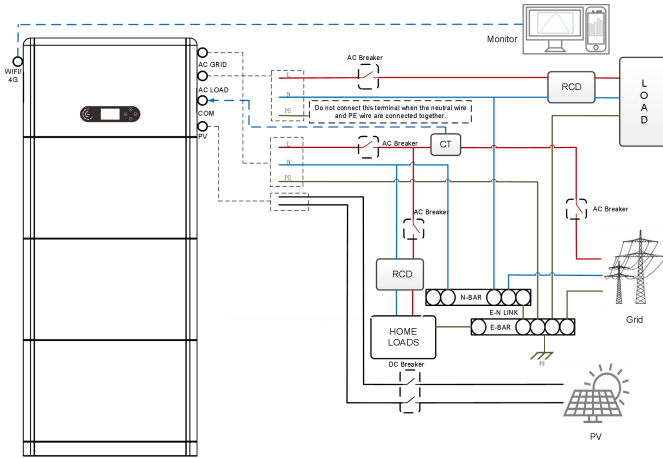 Monitor
WIFI/
4G
AC GRID
AC LOAD
COM
PV
AC Breaker
L
N
PE
Do not connect this terminal when the neutral wire
and PE wire are connected together.
RCD
L
O
A
D
L
N
PE
AC Breaker
CT
AC Breaker
AC Breaker
RCD
N-BAR
E-N LINK
E-BAR
HOME
LOADS
PE
Grid
DC Breaker
PV